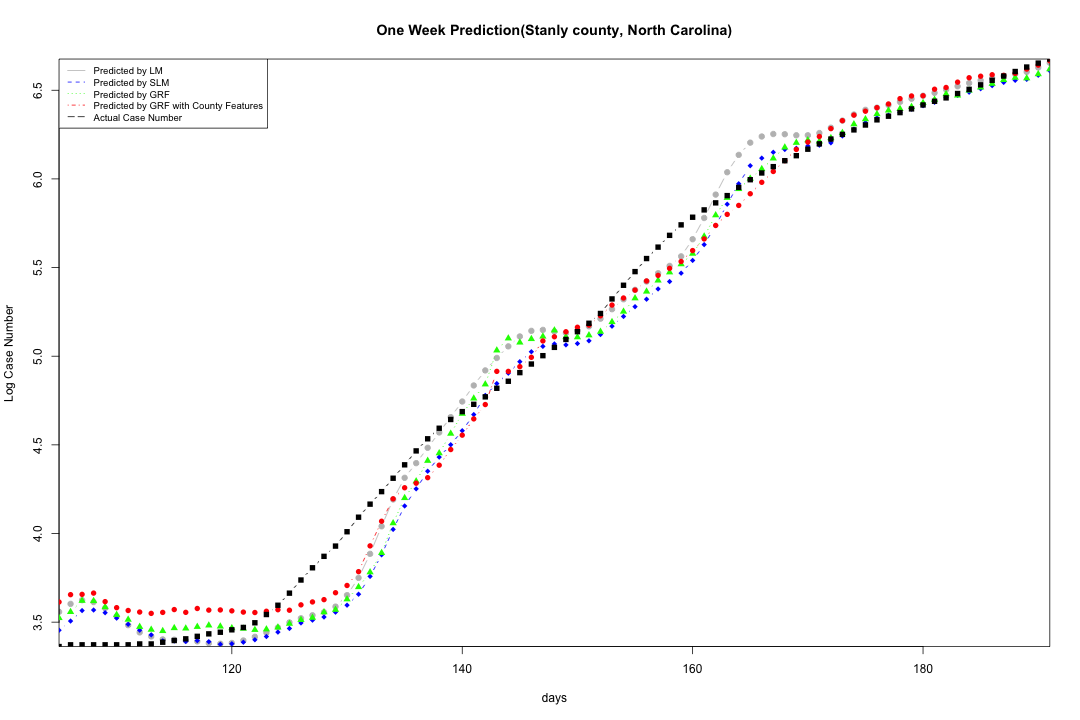 One Week Prediction(Stanly county, North Carolina)
Predicted by LM
Predicted by SLM
Predicted by GRF
Predicted by GRF with County Features
Actual Case Number
Log Case Number
6.5
6.0
5.5
5.0
4.5
4.0
3.5
120 140 160 180
days